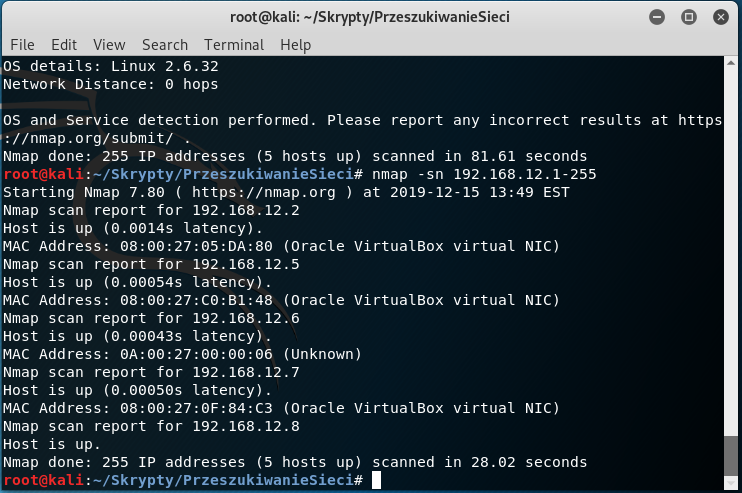 root@kali: ~/Skrypty/PrzeszukiwanieSieci
File Edit View Search Terminal Help
OS details: Linux 2.6.32
Network Distance: 0 hops
OS and Service detection performed. Please report any incorrect results at https
://nmap.org/submit/ .
Nmap done: 255 IP addresses (5 hosts up) scanned in 81.61 seconds
root@kali:~/Skrypty/PrzeszukiwanieSieci# nmap -sn 192.168.12.1-255
Starting Nmap 7.80 ( https://nmap.org ) at 2019-12-15 13:49 EST
Nmap scan report for 192.168.12.2
Host is up (0.0014s latency).
MAC Address: 08:00:27:05:DA:80 (Oracle VirtualBox virtual NIC)
Nmap scan report for 192.168.12.5
Host is up (0.00054s latency).
MAC Address: 08:00:27:C0:B1:48 (Oracle VirtualBox virtual NIC)
Nmap scan report for 192.168.12.6
Host is up (0.00043s latency).
MAC Address: 0A:00:27:00:00:06 (Unknown)
Nmap scan report for 192.168.12.7
Host is up (0.00050s latency).
MAC Address: 08:00:27:0F:84:C3 (Oracle VirtualBox virtual NIC)
Nmap scan report for 192.168.12.8
Host is up.
Nmap done: 255 IP addresses (5 hosts up) scanned in 28.02 seconds
root@kali:~/Skrypty/PrzeszukiwanieSieci#